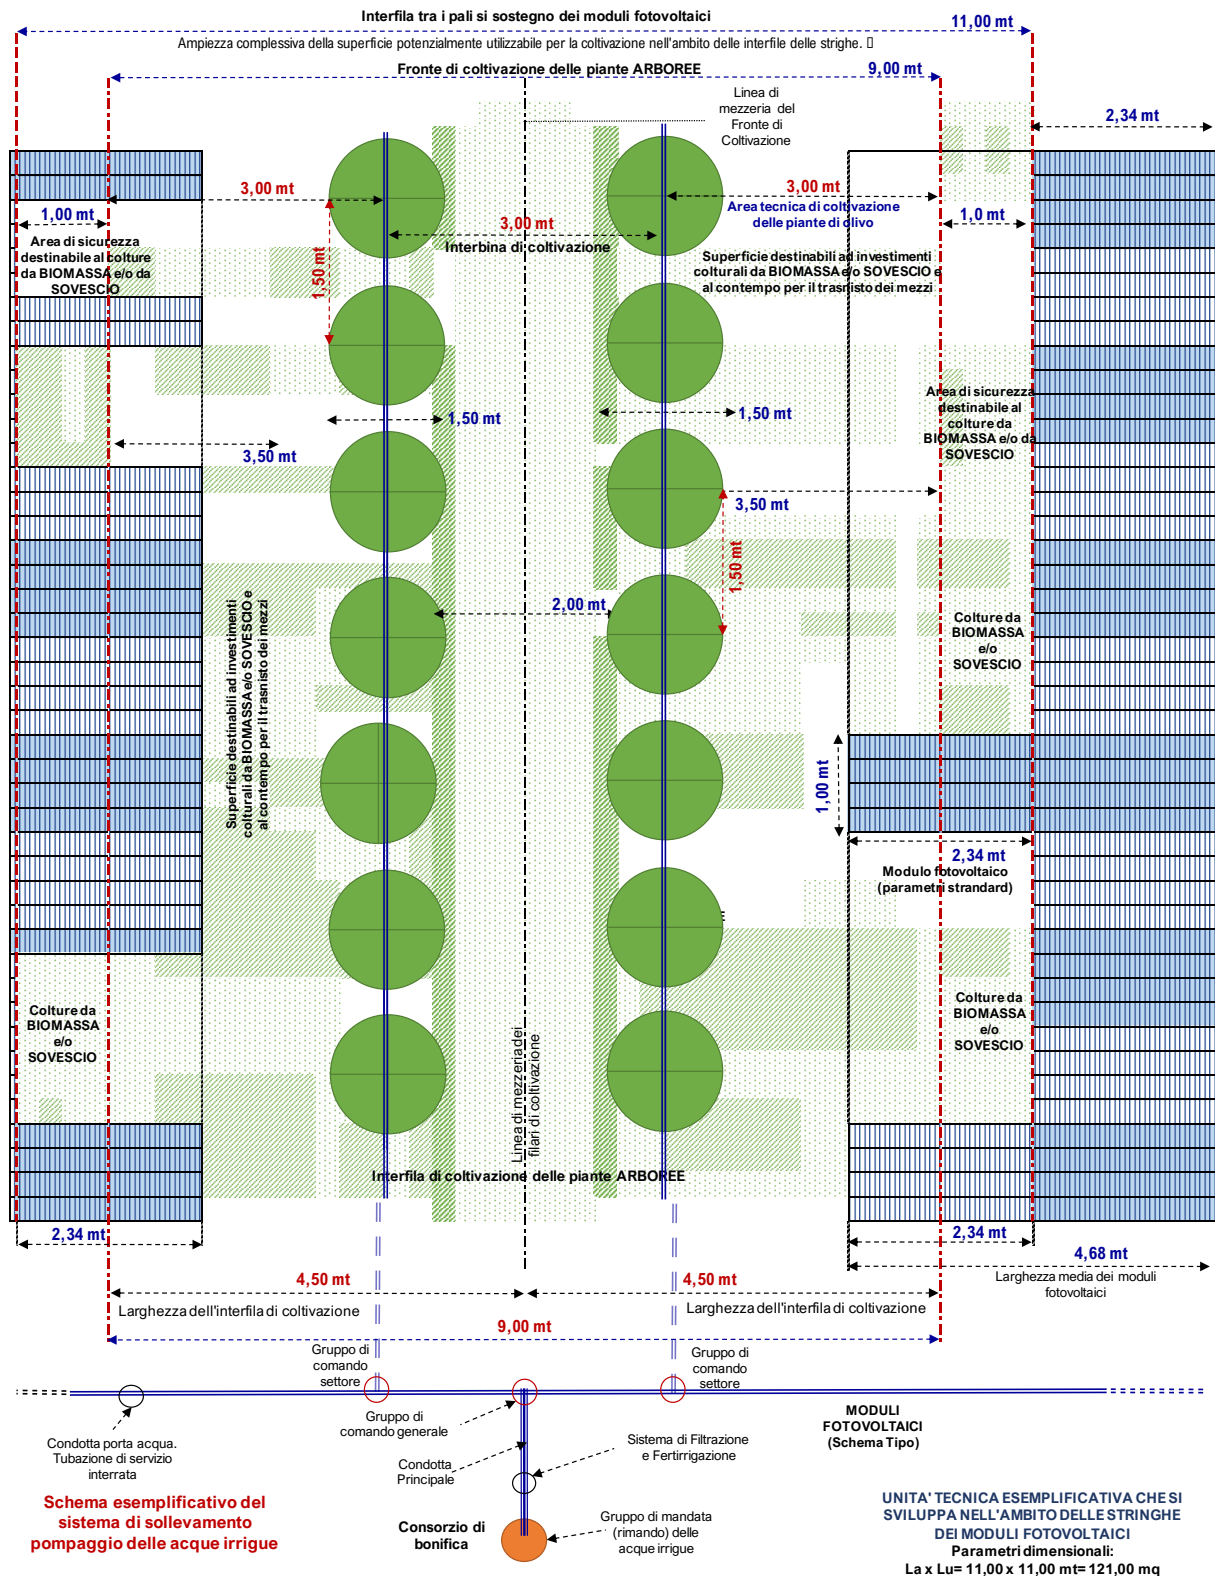 Interfila tra i pali si sostegno dei moduli fotovoltaici
11,00 mt
Ampiezza complessiva della superficie potenzialmente utilizzabile per la coltivazione nell'ambito delle interfile delle strighe.
Fronte di coltivazione delle piante ARBOREE
9,00 mt
Linea di
mezzeria del
Fronte di
Coltivazione
2,34 mt
3,00 mt
3,00 mt
1,00 mt
Area tecnica di coltivazione
delle piante di olivo
1,0 mt
3,00 mt
Interbina di coltivazione
Area di sicurezza
destinabile al colture
da BIOMASSA e/o da
SOVESCIO
1,50 mt
Superficie destinabili ad investimenti
colturali da BIOMASSA e/o SOVESCIO e
al contempo per il trasnisto dei mezzi
Area di sicurezza
destinabile al
colture da
BIOMASSA e/o da
SOVESCIO
1,50 mt
1,50 mt
3,50 mt
3,50 mt
1,50 mt
2,00 mt
Superficie destinabili ad investimenti
colturali da BIOMASSA e/o SOVESCIO e
al contempo per il trasnisto dei mezzi
Colture da
BIOMASSA
e/o
SOVESCIO
1,00 mt
2,34 mt
Modulo fotovoltaico
(parametri strandard)
Colture da
BIOMASSA
e/o
SOVESCIO
Colture da
BIOMASSA
e/o
SOVESCIO
Linea di mezzeria dei
filari di coltivazione
Interfila di coltivazione delle piante ARBOREE
2,34 mt
2,34 mt
4,68 mt
Larghezza media dei moduli
fotovoltaici
4,50 mt
4,50 mt
Larghezza dell'interfila di coltivazione
Larghezza dell'interfila di coltivazione
9,00 mt
Gruppo di
comando
settore
Gruppo di
comando
settore
Gruppo di
comando generale
MODULI
FOTOVOLTAICI
(Schema Tipo)
Condotta porta acqua.
Tubazione di servizio
interrata
Condotta
Principale
Sistema di Filtrazione
e Fertirrigazione
Schema esemplificativo del
sistema di sollevamento
pompaggio delle acque irrigue
Consorzio di
bonifica
Gruppo di mandata
(rimando) delle
acque irrigue
UNITA' TECNICA ESEMPLIFICATIVA CHE SI
SVILUPPA NELL'AMBITO DELLE STRINGHE
DEI MODULI FOTOVOLTAICI
Parametri dimensionali:
La x Lu= 11,00 x 11,00 mt= 121,00 mq